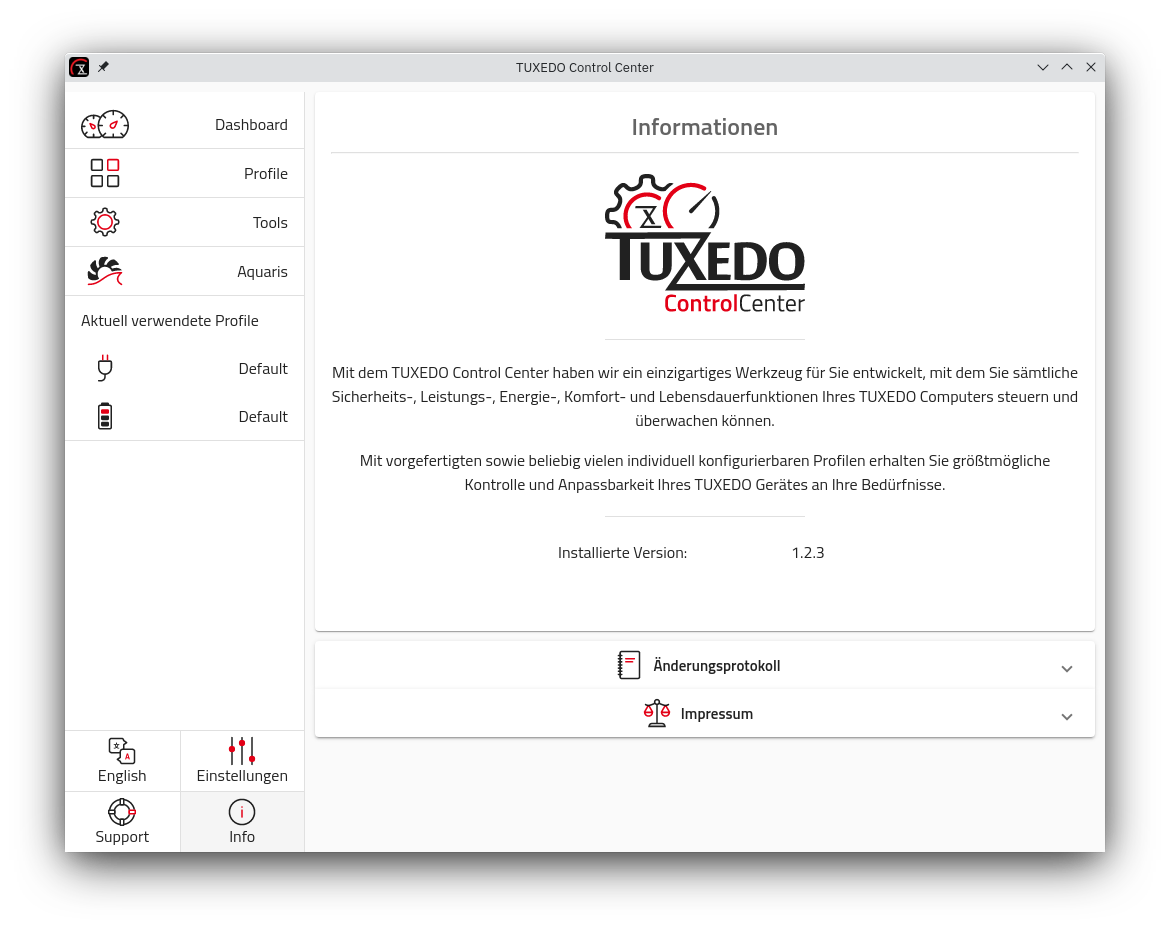 TUXEDO Control Center
Dashboard
Profile
Tools
Aquaris
Aktuell verwendete Profile
Default
Default
English
Einstellungen
Support
Info
Informationen
TUXEDO
ControlCenter
Mit dem TUXEDO Control Center haben wir ein einzigartiges Werkzeug für Sie entwickelt, mit dem Sie sämtliche
Sicherheits-, Leistungs-, Energie-, Komfort- und Lebensdauerfunktionen Ihres TUXEDO Computers steuern und
überwachen können.
Mit vorgefertigten sowie beliebig vielen individuell konfigurierbaren Profilen erhalten Sie größtmögliche
Kontrolle und Anpassbarkeit Ihres TUXEDO Gerätes an Ihre Bedürfnisse.
Installierte Version: 1.2.3
Änderungsprotokoll
Impressum